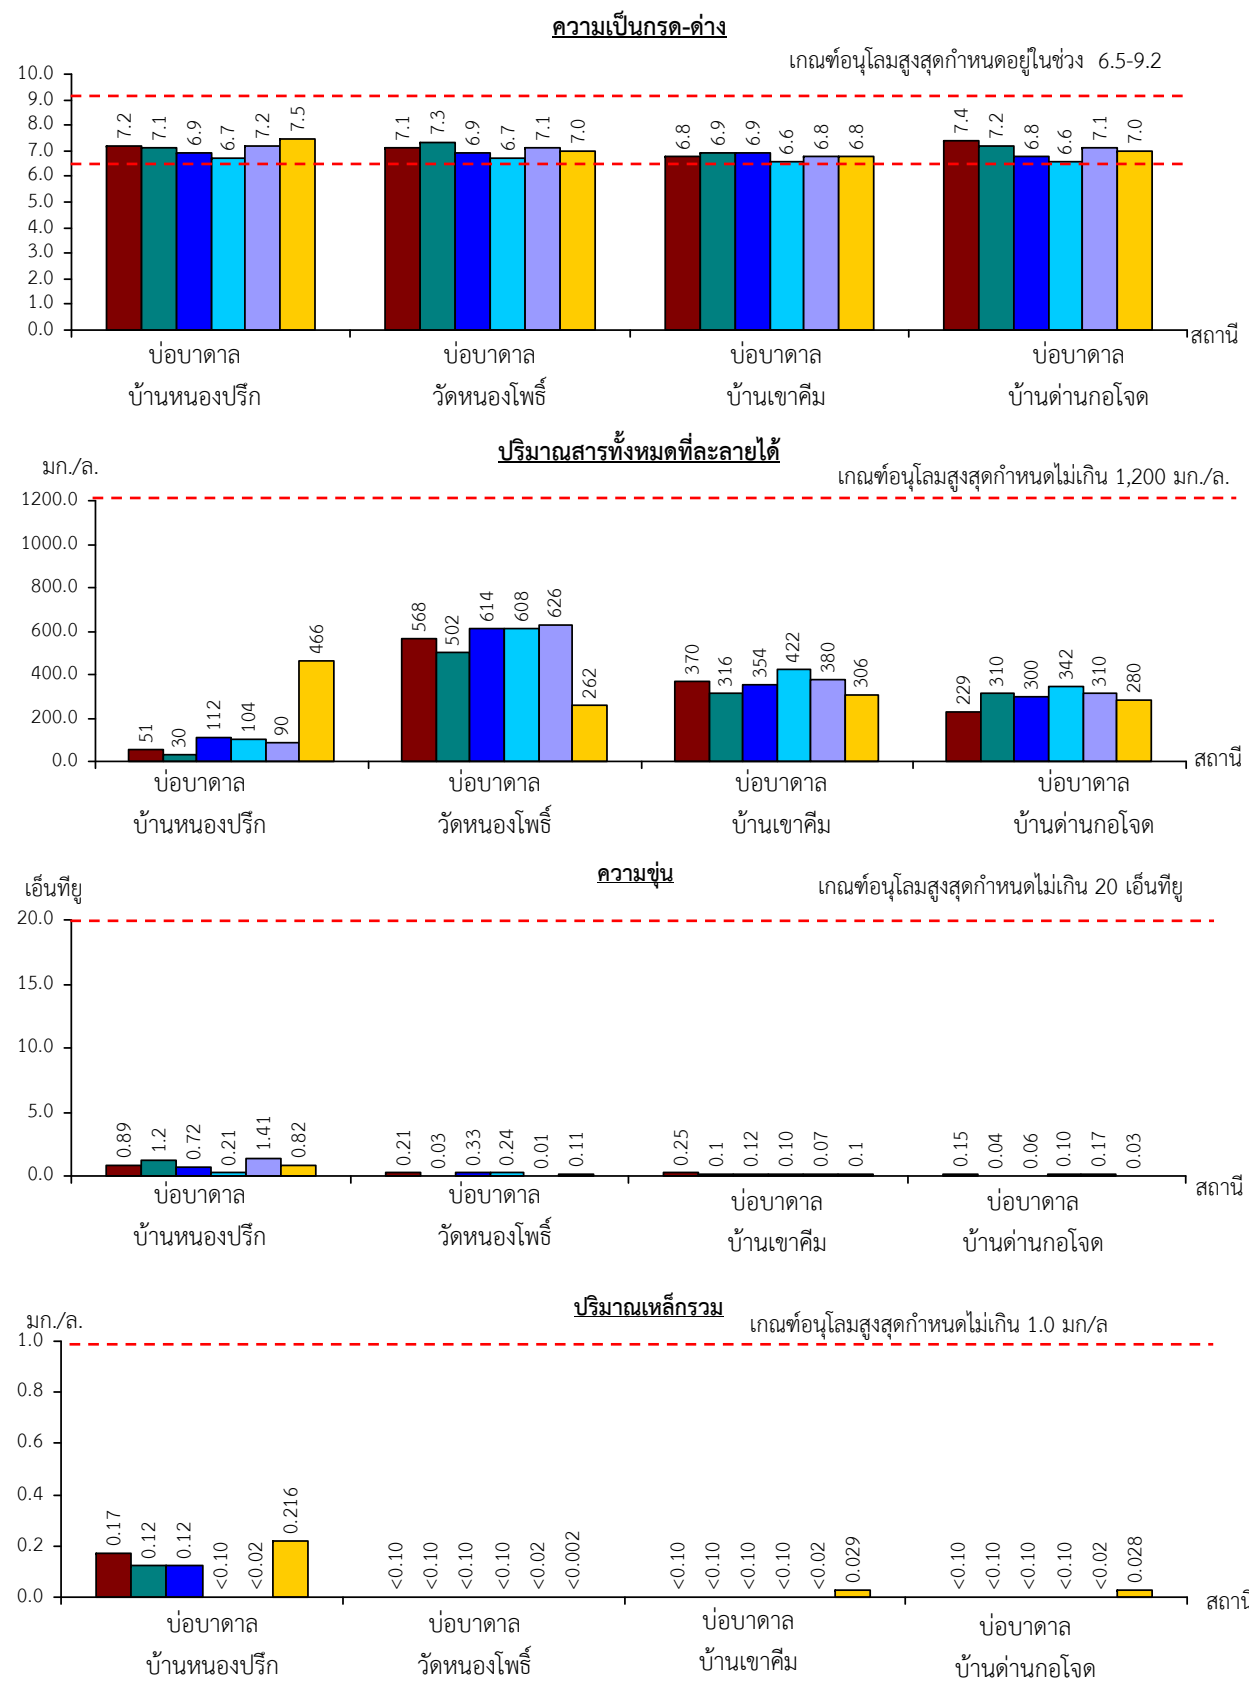 ความเป็นกรด-ด่าง
เกณฑ์อนุโลมสูงสุดกำหนดอยู่ในช่วง 6.5-9.2
10.0
9.0
8.0
7.0
6.0
5.0
4.0
3.0
2.0
1.0
0.0
7.2 7.1 6.9 6.7 7.2 7.5 7.1 7.3 6.9 6.7 7.1 7.0 6.8 6.9 6.9 6.6 6.8 6.8 7.4 7.2 6.8 6.6 7.1 7.0
สถานี
บ่อบาดาล บ่อบาดาล บ่อบาดาล บ่อบาดาล
บ้านหนองปรึก วัดหนองโพธิ์ บ้านเขาคีม บ้านด่านกอโจด
ปริมาณสารทั้งหมดที่ละลายได้
มก./ล.
เกณฑ์อนุโลมสูงสุดกำหนดไม่เกิน 1,200 มก./ล.
1200.0
1000.0
800.0
600.0
400.0
200.0
0.0
51 30 112 104 90 466 568 502 614 608 626 262 370 316 354 422 380 306 229 310 300 342 310 280
สถานี
บ่อบาดาล บ่อบาดาล บ่อบาดาล บ่อบาดาล
บ้านหนองปรึก วัดหนองโพธิ์ บ้านเขาคีม บ้านด่านกอโจด
ความขุ่น
เอ็นทียู
เกณฑ์อนุโลมสูงสุดกำหนดไม่เกิน 20 เอ็นทียู
20.0
15.0
10.0
5.0
0.0
0.89 1.2 0.72 0.21 1.41 0.82 0.21 0.03 0.33 0.24 0.01 0.11 0.25 0.1 0.12 0.10 0.07 0.1 0.15 0.04 0.06 0.10 0.17 0.03
สถานี
บ่อบาดาล บ่อบาดาล บ่อบาดาล บ่อบาดาล
บ้านหนองปรึก วัดหนองโพธิ์ บ้านเขาคีม บ้านด่านกอโจด
ปริมาณเหล็กรวม
มก./ล.
เกณฑ์อนุโลมสูงสุดกำหนดไม่เกิน 1.0 มก/ล
1.0
0.8
0.6
0.4
0.2
0.0
0.17 0.12 0.12 <0.10 <0.02 0.216 <0.10 <0.10 <0.10 <0.10 <0.02 <0.002 <0.10 <0.10 <0.10 <0.10 <0.02 0.029 <0.10 <0.10 <0.10 <0.10 <0.02 0.028
สถานี
บ่อบาดาล บ่อบาดาล บ่อบาดาล บ่อบาดาล
บ้านหนองปรึก วัดหนองโพธิ์ บ้านเขาคีม บ้านด่านกอโจด